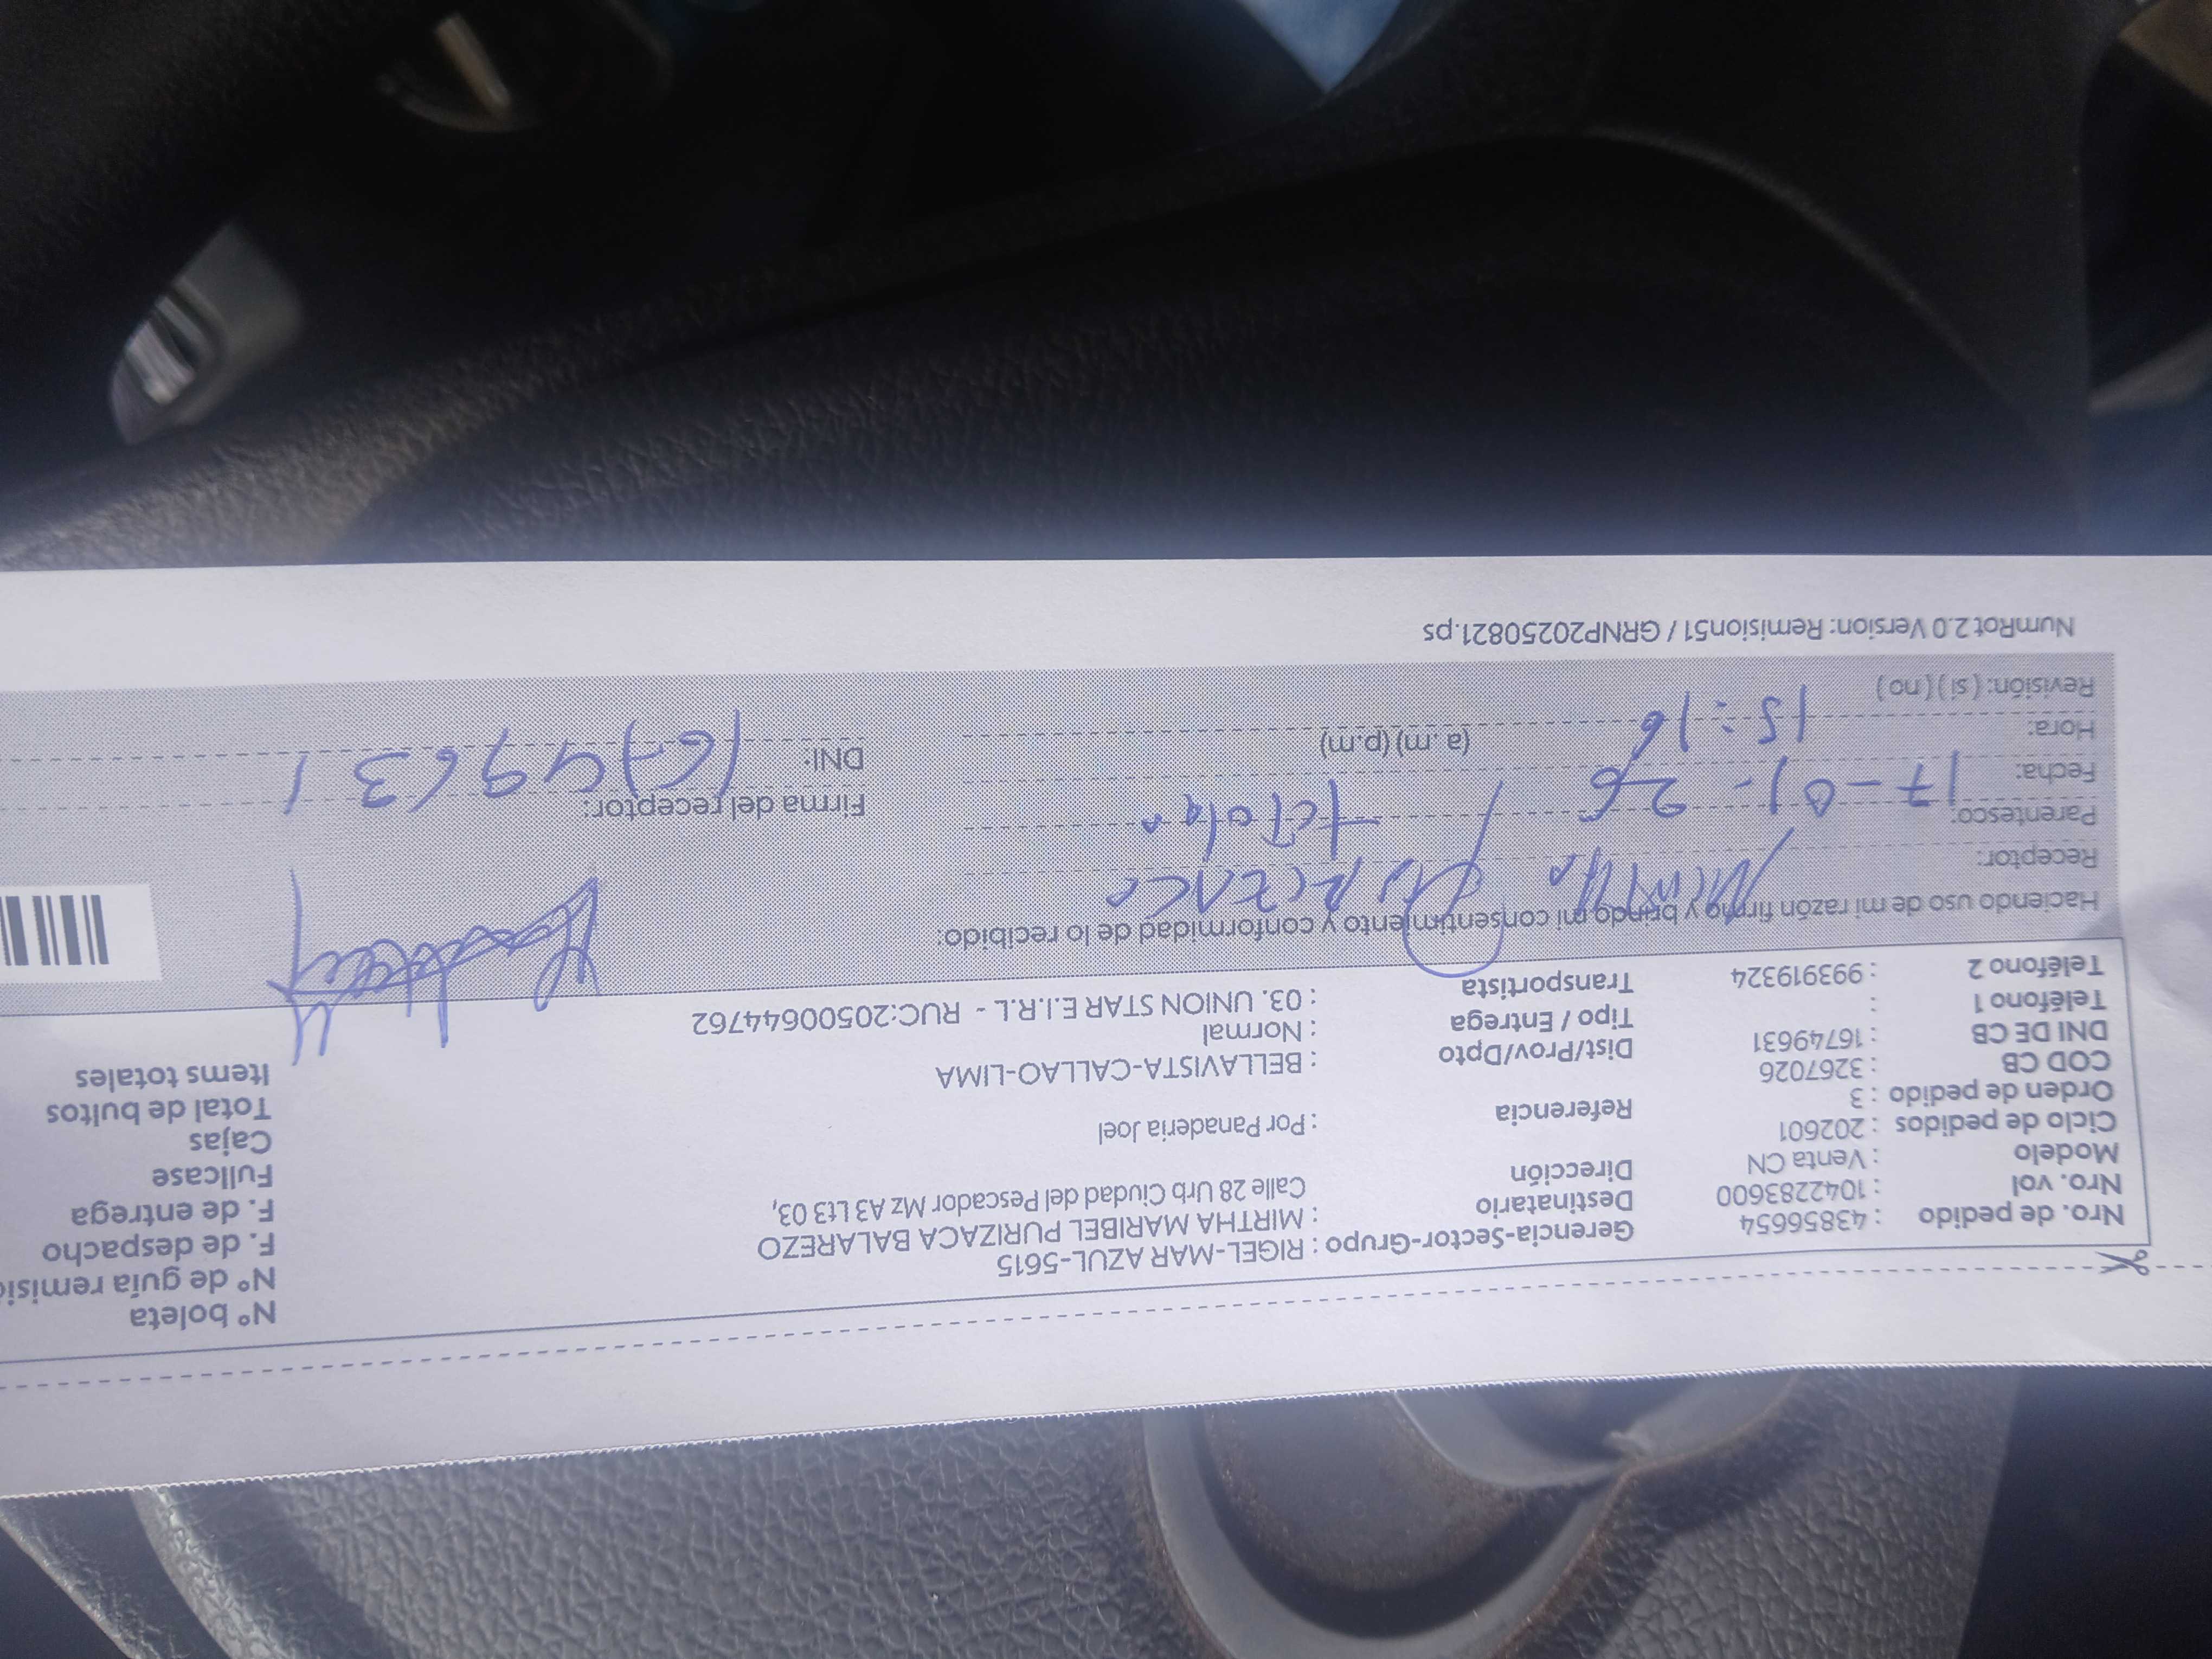 Nro. de pedido : 43856654
Nro. vol : 1042283600
Modelo : Venta CN
Ciclo de pedidos : 202601
Orden de pedido : 3
COD CB : 3267026
DNI DE CB : 16749631
Teléfono 1 :
Teléfono 2 : 993919324
Gerencia-Sector-Grupo : RIGEL-MAR AZUL-5615
Destinatario : MIRTHA MARIBEL PURIZACA BALAREZO
Dirección Calle 28 Urb Ciudad del Pescador Mz A3 Lt3 03,
Referencia : Por Panaderia Joel
Dist/Prov/Dpto : BELLAVISTA-CALLAO-LIMA
Tipo / Entrega : Normal
Transportista : 03. UNION STAR E.I.R.L - RUC:20500644762
N° boleta
N° de guía remisi
F. de despacho
F. de entrega
Fullcase
Cajas
Total de bultos
Items totales
Haciendo uso de mi razón firmo y brindo mi consentimiento y conformidad de lo recibido:
Receptor: Mirtha
Parentesco: titular
Fecha: 17-01-26
Hora: 15:16 (a.m) (p.m)
Revisión: (si) (no)
Firma del receptor:
DNI: 16749631
NumRot 2.0 Version: Remision51 / GRNP20250821.ps